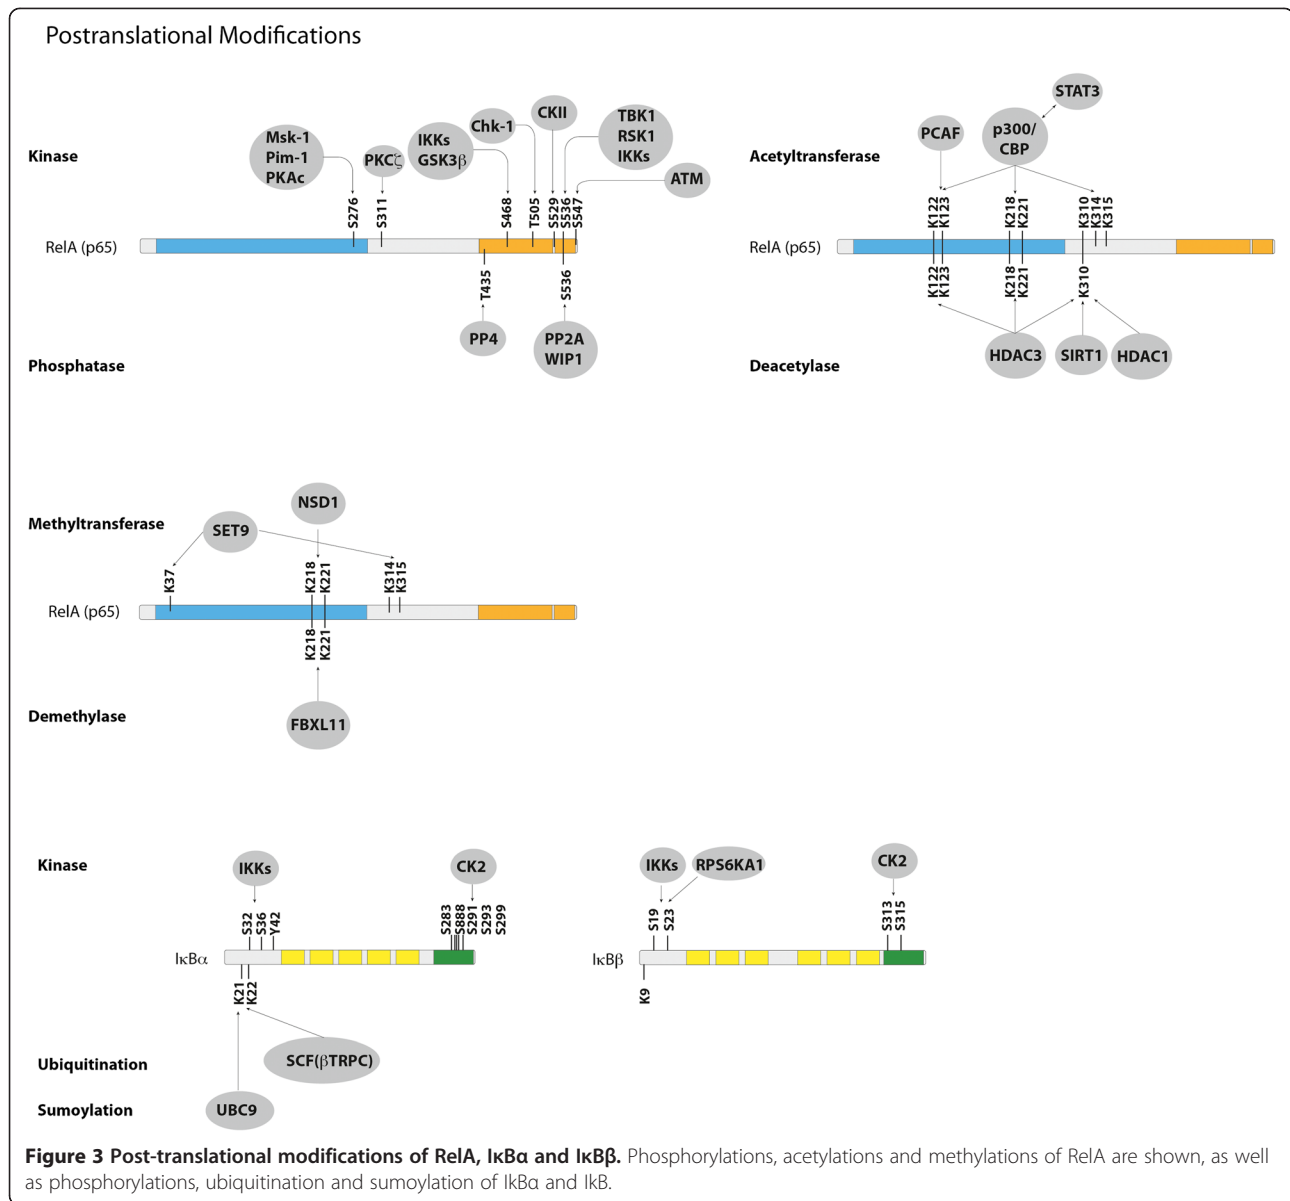 Postranslational Modifications
Kinase
Msk-1
Pim-1
PKAc
PKCζ
IKKs
GSK3β
Chk-1
CKII
TBK1
RSK1
IKKs
ATM
S276
S311
S468
T505
S529
S536
S547
RelA (p65)
T435
S536
PP4
PP2A
WIP1
Phosphatase
Acetyltransferase
PCAF
p300/
CBP
STAT3
K122
K123
K218
K221
K310
K314
K315
RelA (p65)
K122
K123
K218
K221
K310
HDAC3
SIRT1
HDAC1
Deacetylase
Methyltransferase
SET9
NSD1
K37
K218
K221
K314
K315
RelA (p65)
K218
K221
FBXL11
Demethylase
Kinase
IKKs
CK2
S32
S36
Y42
S283
S888
S291
S293
S299
IκBα
K21
K22
SCF(βTRPC)
Ubiquitination
UBC9
Sumoylation
IKKs
RPS6KA1
CK2
S19
S23
S313
S315
IκBβ
K9
Figure 3 Post-translational modifications of RelA, IκBα and IκBβ. Phosphorylations, acetylations and methylations of RelA are shown, as well
as phosphorylations, ubiquitination and sumoylation of IkBα and IkB.